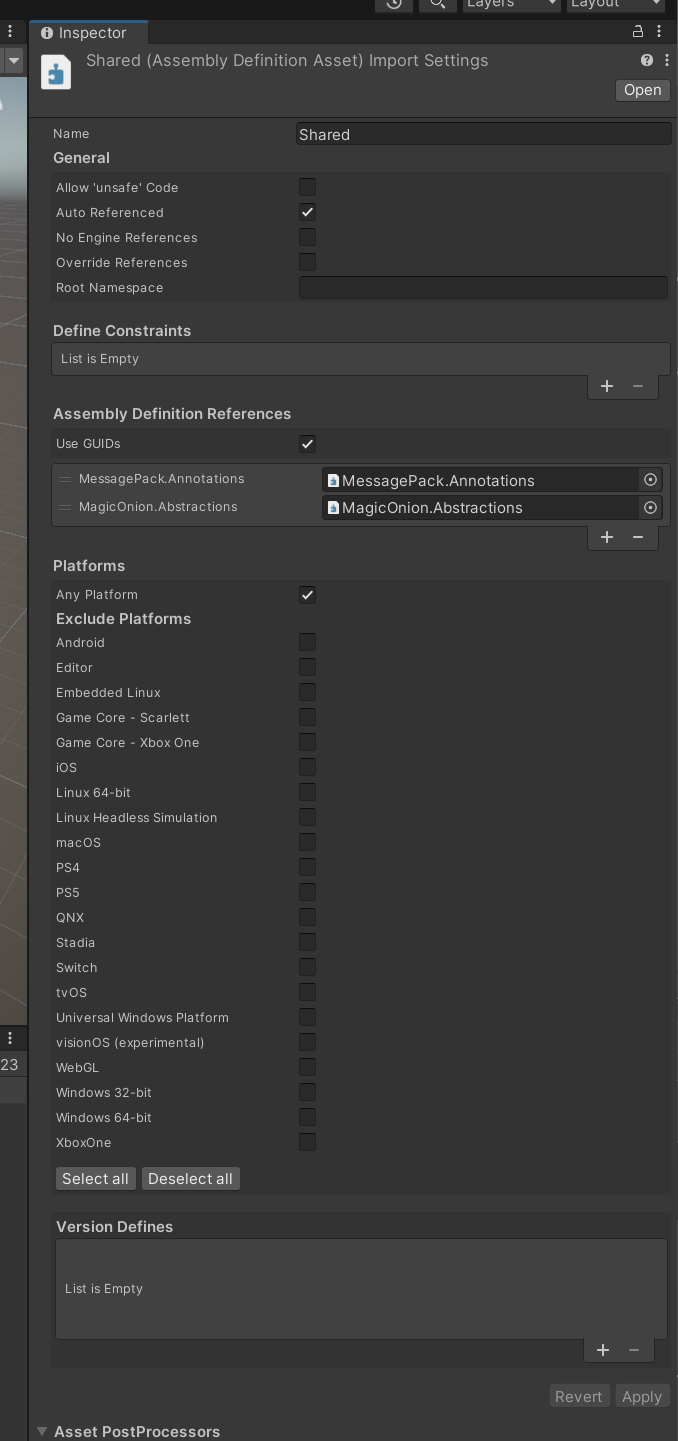 Layers
Layout
Inspector
Shared (Assembly Definition Asset) Import Settings
Open
Name Shared
General
Allow 'unsafe' Code
Auto Referenced
No Engine References
Override References
Root Namespace
Define Constraints
List is Empty
+ −
Assembly Definition References
Use GUIDs
MessagePack.Annotations MessagePack.Annotations
MagicOnion.Abstractions MagicOnion.Abstractions
+ −
Platforms
Any Platform
Exclude Platforms
Android
Editor
Embedded Linux
Game Core - Scarlett
Game Core - Xbox One
iOS
Linux 64-bit
Linux Headless Simulation
macOS
PS4
PS5
QNX
Stadia
Switch
tvOS
Universal Windows Platform
23
visionOS (experimental)
WebGL
Windows 32-bit
Windows 64-bit
XboxOne
Select all Deselect all
Version Defines
List is Empty
+ −
Revert Apply
Asset PostProcessors